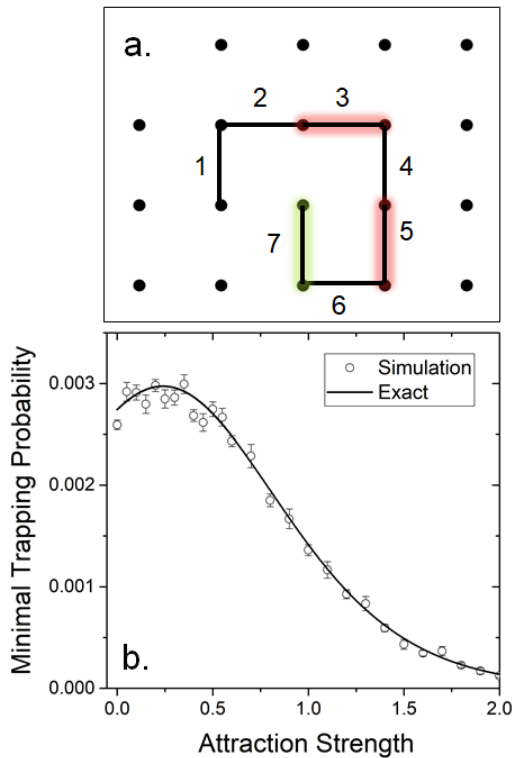 a.
2 3
1 4
7 5
6
Minimal Trapping Probability
0.003
0.002
0.001
0.000
Simulation
Exact
b.
0.0 0.5 1.0 1.5 2.0
Attraction Strength